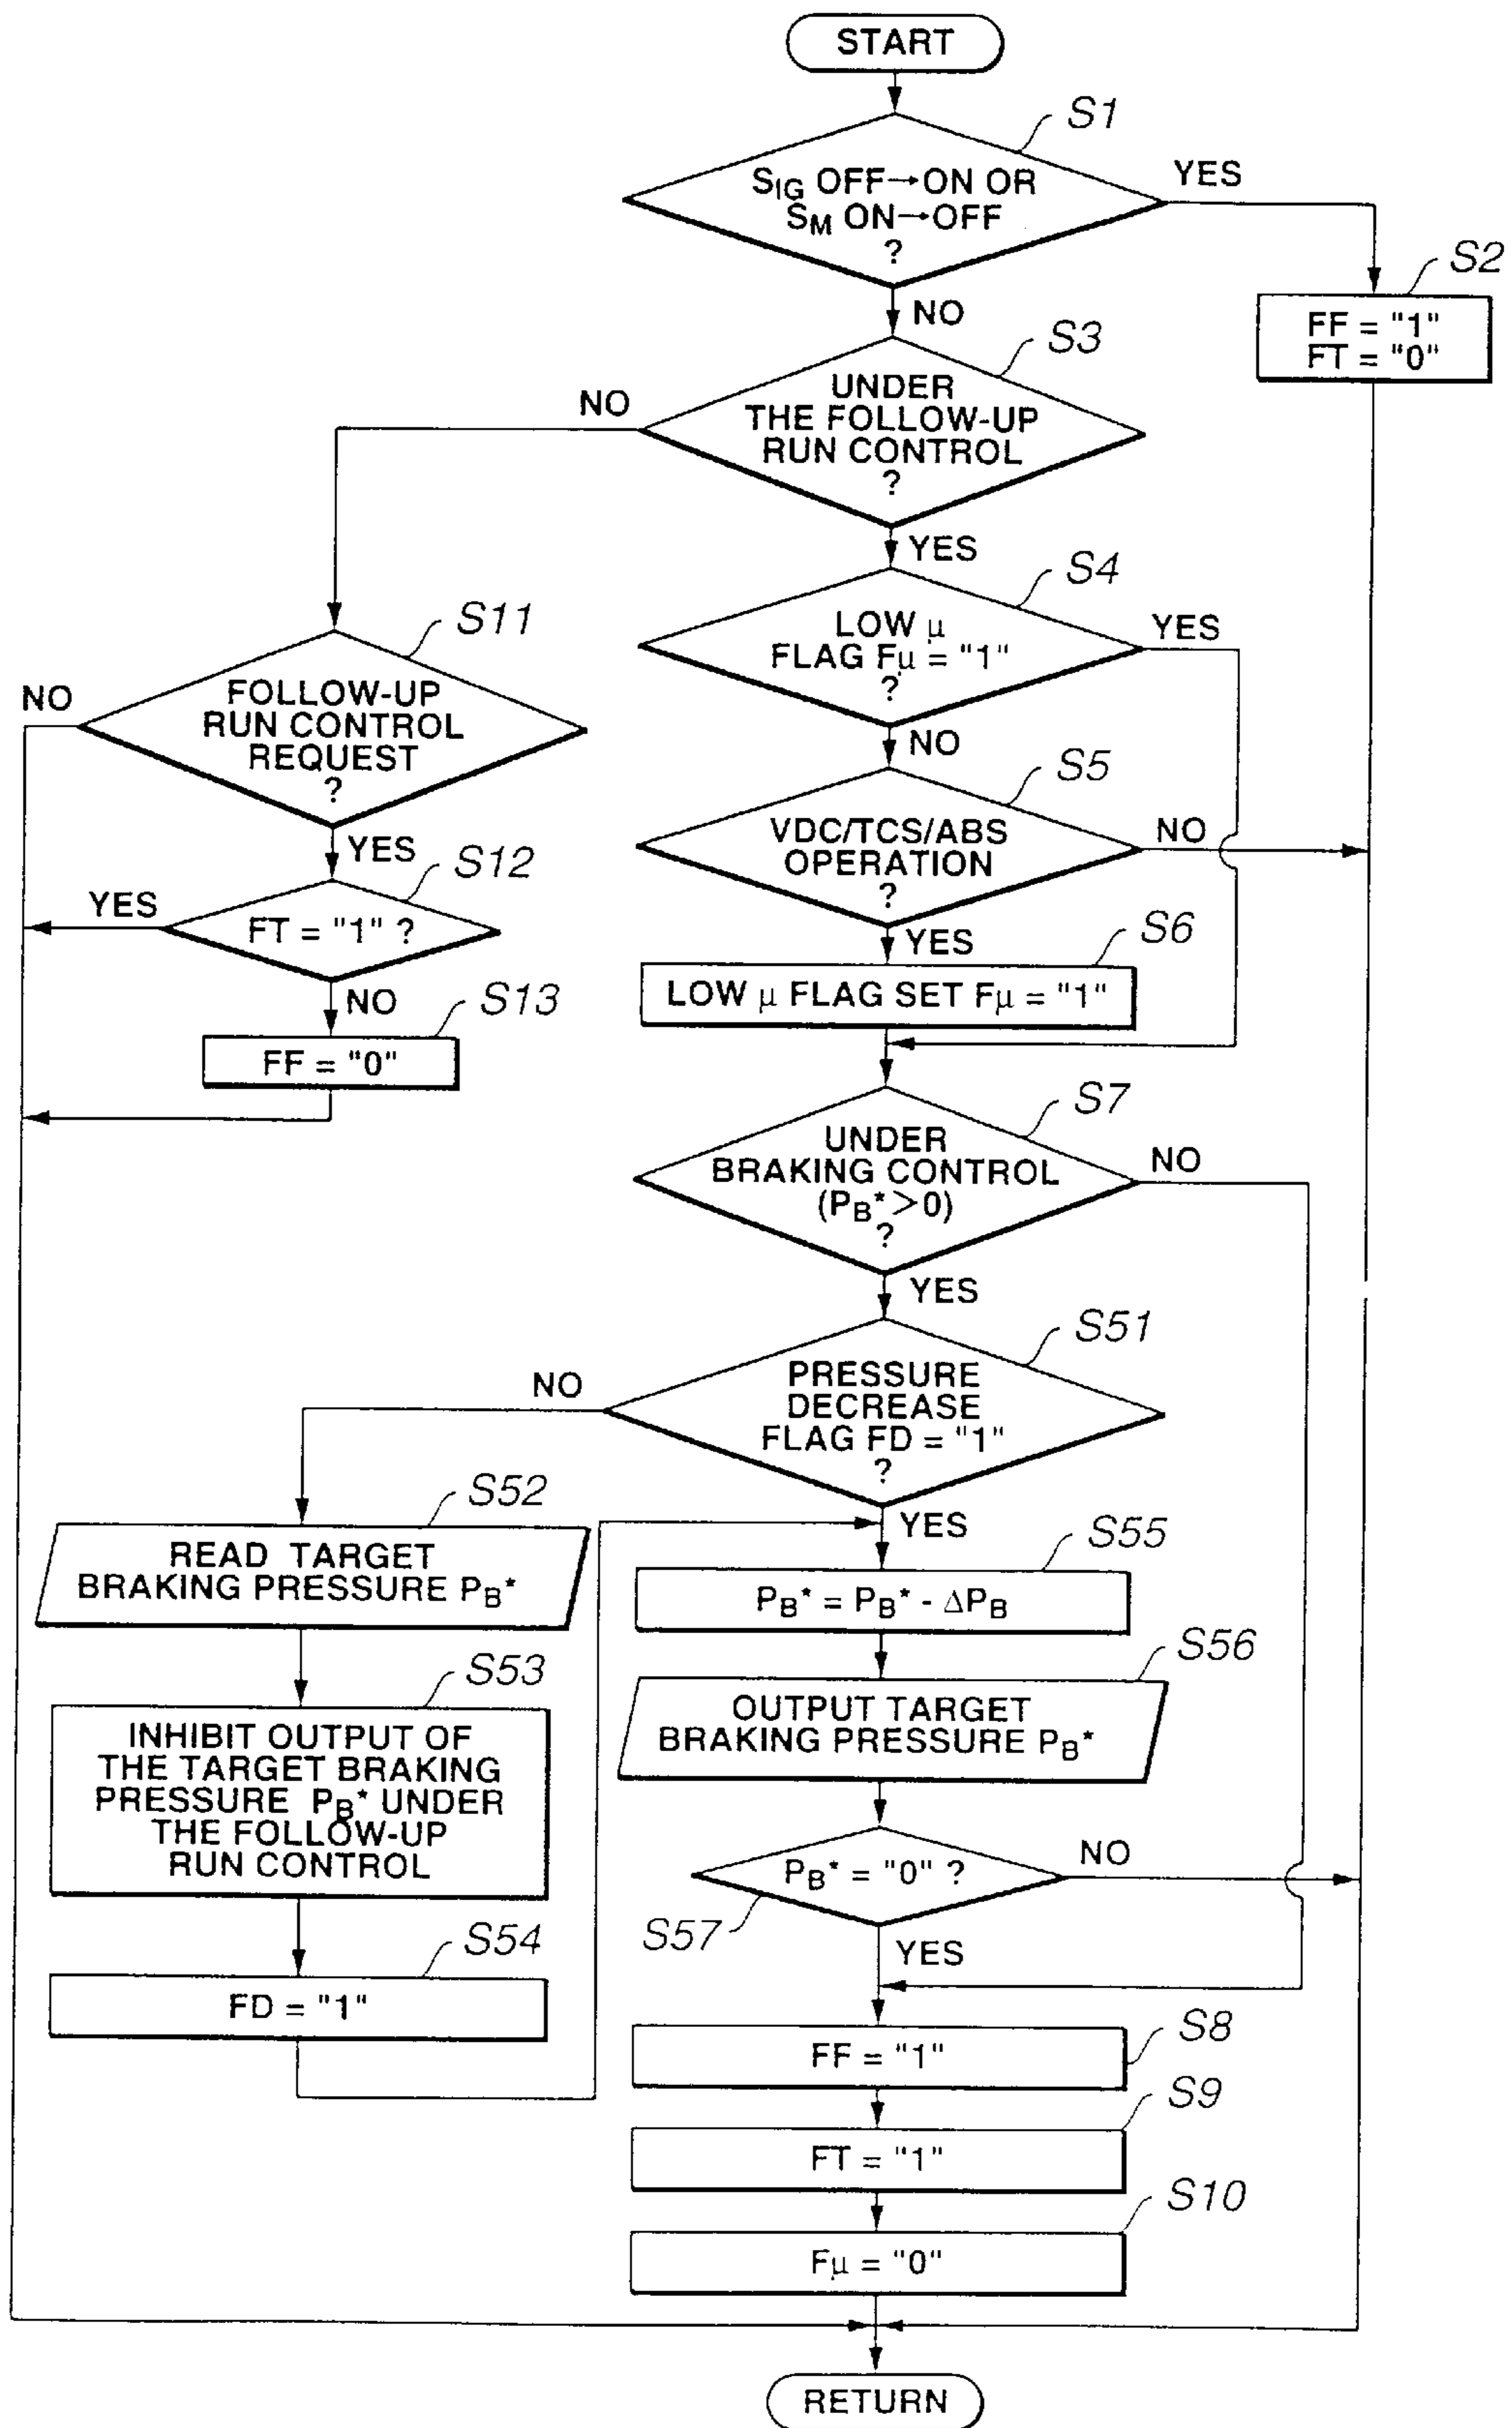 START
S1
SIG OFF→ON OR
SM ON→OFF
?
YES
S2
FF = "1"
FT = "0"
NO
S3
UNDER
THE FOLLOW-UP
RUN CONTROL
?
NO
YES
S4
LOW μ
FLAG Fμ = "1"
?
YES
S11
FOLLOW-UP
RUN CONTROL
REQUEST
?
NO
NO
S5
VDC/TCS/ABS
OPERATION
?
NO
YES
S12
FT = "1" ?
YES
YES
S6
LOW μ FLAG SET Fμ = "1"
NO
S13
FF = "0"
S7
UNDER
BRAKING CONTROL
(PB*>0)
?
NO
YES
S51
PRESSURE
DECREASE
FLAG FD = "1"
?
NO
YES
S52
READ TARGET
BRAKING PRESSURE PB*
S55
PB* = PB* - ΔPB
S53
INHIBIT OUTPUT OF
THE TARGET BRAKING
PRESSURE PB* UNDER
THE FOLLOW-UP
RUN CONTROL
S56
OUTPUT TARGET
BRAKING PRESSURE PB*
PB* = "0" ?
NO
S57
YES
S54
FD = "1"
S8
FF = "1"
S9
FT = "1"
S10
Fμ = "0"
RETURN